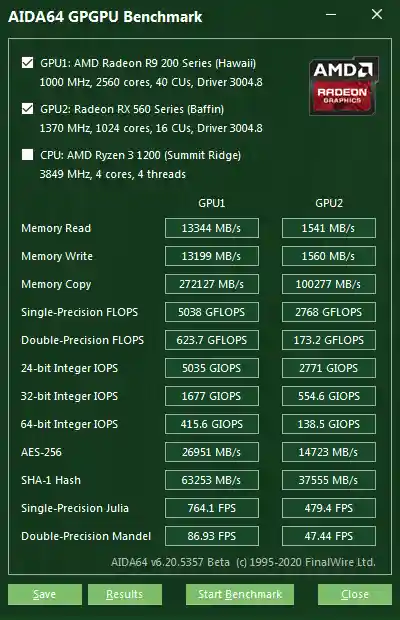 AIDA64 GPGPU Benchmark
GPU1: AMD Radeon R9 200 Series (Hawaii)
1000 MHz, 2560 cores, 40 CUs, Driver 3004.8
GPU2: Radeon RX 560 Series (Baffin)
1370 MHz, 1024 cores, 16 CUs, Driver 3004.8
CPU: AMD Ryzen 3 1200 (Summit Ridge)
3849 MHz, 4 cores, 4 threads
AMD
RADEON
GRAPHICS
GPU1 GPU2
Memory Read 13344 MB/s 1541 MB/s
Memory Write 13199 MB/s 1560 MB/s
Memory Copy 272127 MB/s 100277 MB/s
Single-Precision FLOPS 5038 GFLOPS 2768 GFLOPS
Double-Precision FLOPS 623.7 GFLOPS 173.2 GFLOPS
24-bit Integer IOPS 5035 GIOPS 2771 GIOPS
32-bit Integer IOPS 1677 GIOPS 554.6 GIOPS
64-bit Integer IOPS 415.6 GIOPS 138.5 GIOPS
AES-256 26951 MB/s 14723 MB/s
SHA-1 Hash 63253 MB/s 37555 MB/s
Single-Precision Julia 764.1 FPS 479.4 FPS
Double-Precision Mandel 86.93 FPS 47.44 FPS
AIDA64 v6.20.5357 Beta (c) 1995-2020 FinalWire Ltd.
Save Results Start Benchmark Close